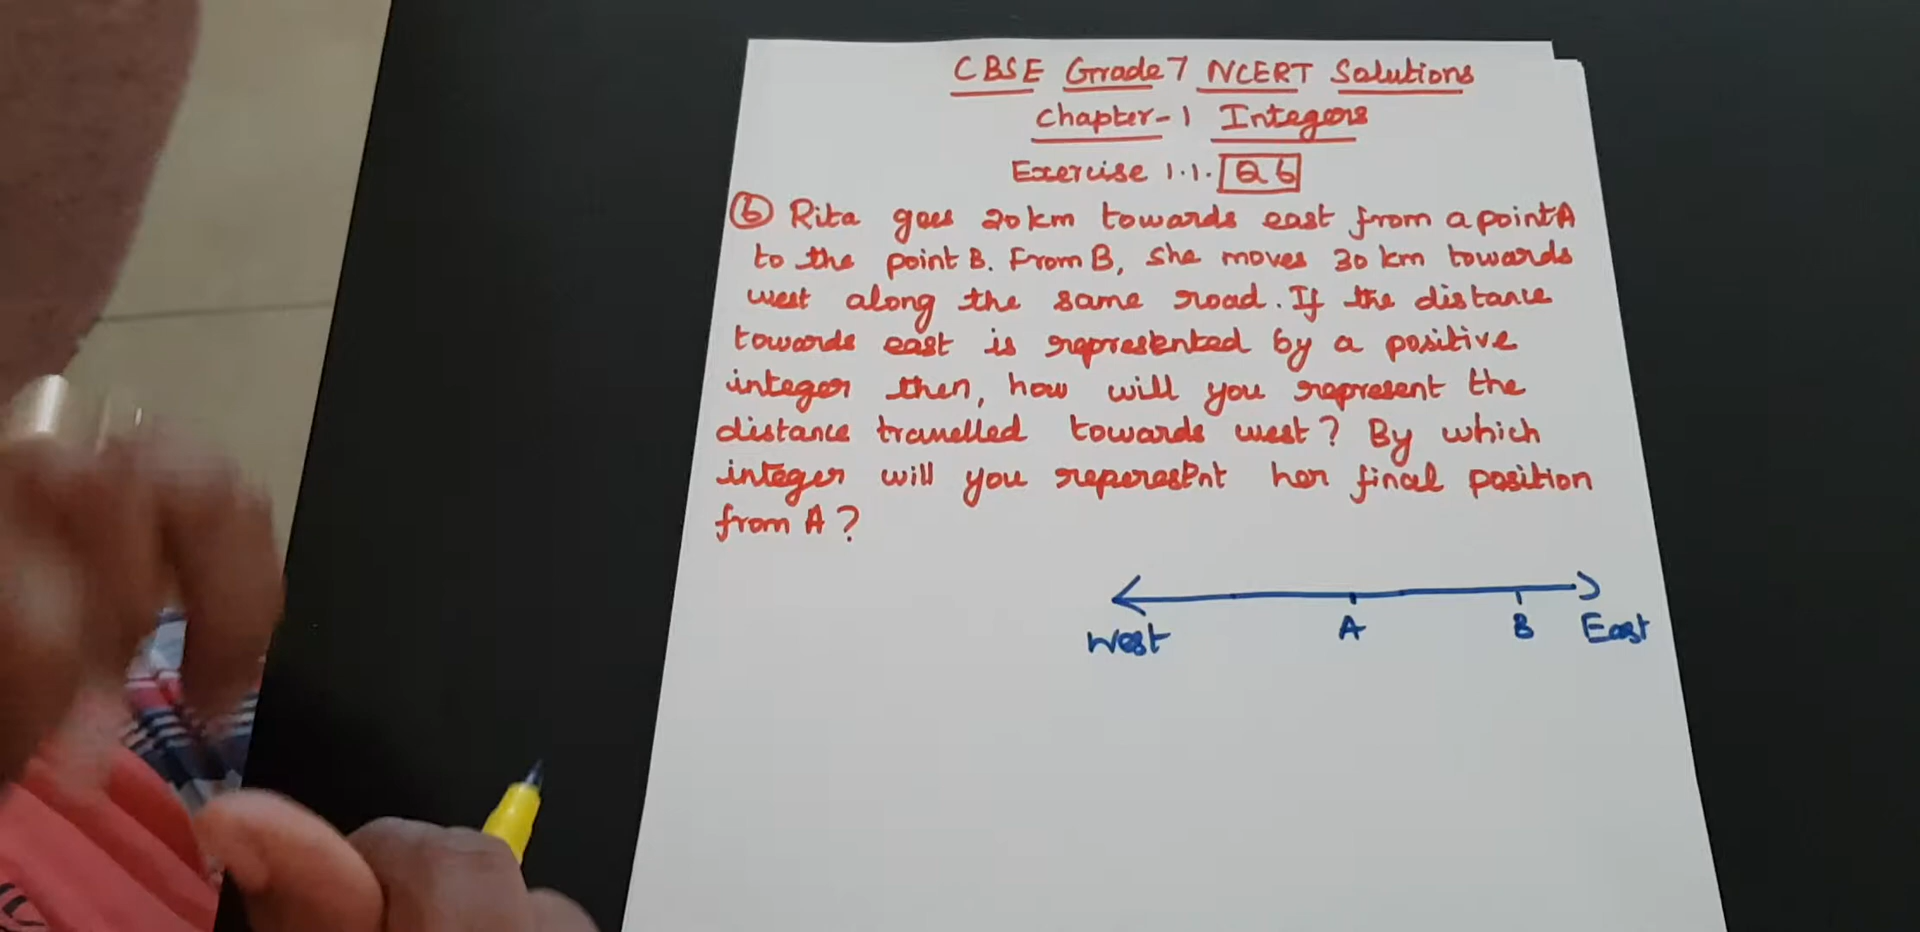 CBSE Grade 7 NCERT Solutions
Chapter-1 Integers
Exercise 1.1. Q6
6 Rita goes 20 km towards east from a point A
to the point B. From B, she moves 30 km towards
west along the same road. If the distance
towards east is represented by a positive
integer then, how will you represent the
distance travelled towards west? By which
integer will you reperesent her final position
from A?
West A B East